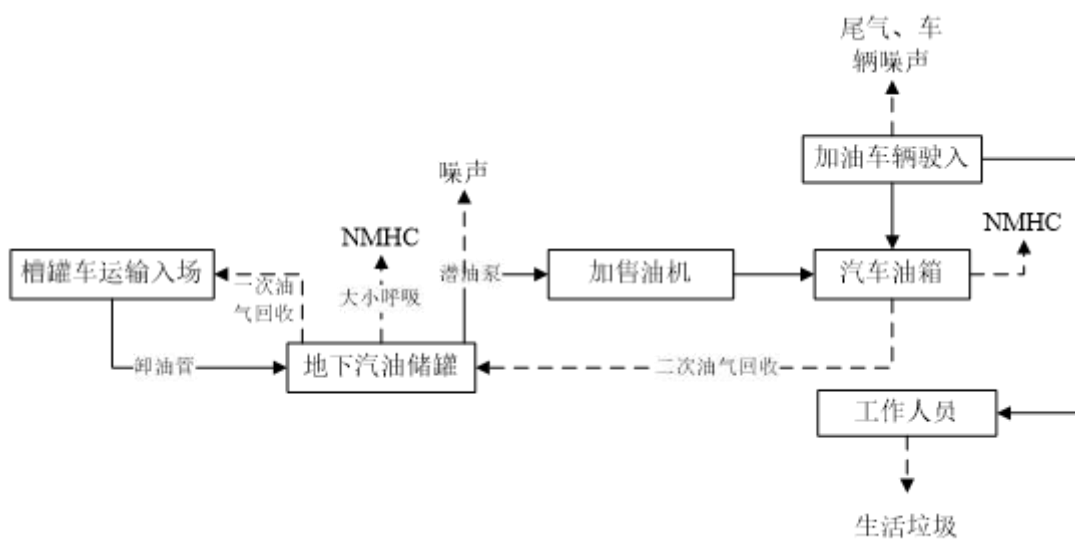 尾气、车
辆噪声
加油车辆驶入
噪声
NMHC
NMHC
槽罐车运输入场
一次油
气回收
大小呼吸
潜油泵
加售油机
汽车油箱
卸油管
地下汽油储罐
二次油气回收
工作人员
生活垃圾